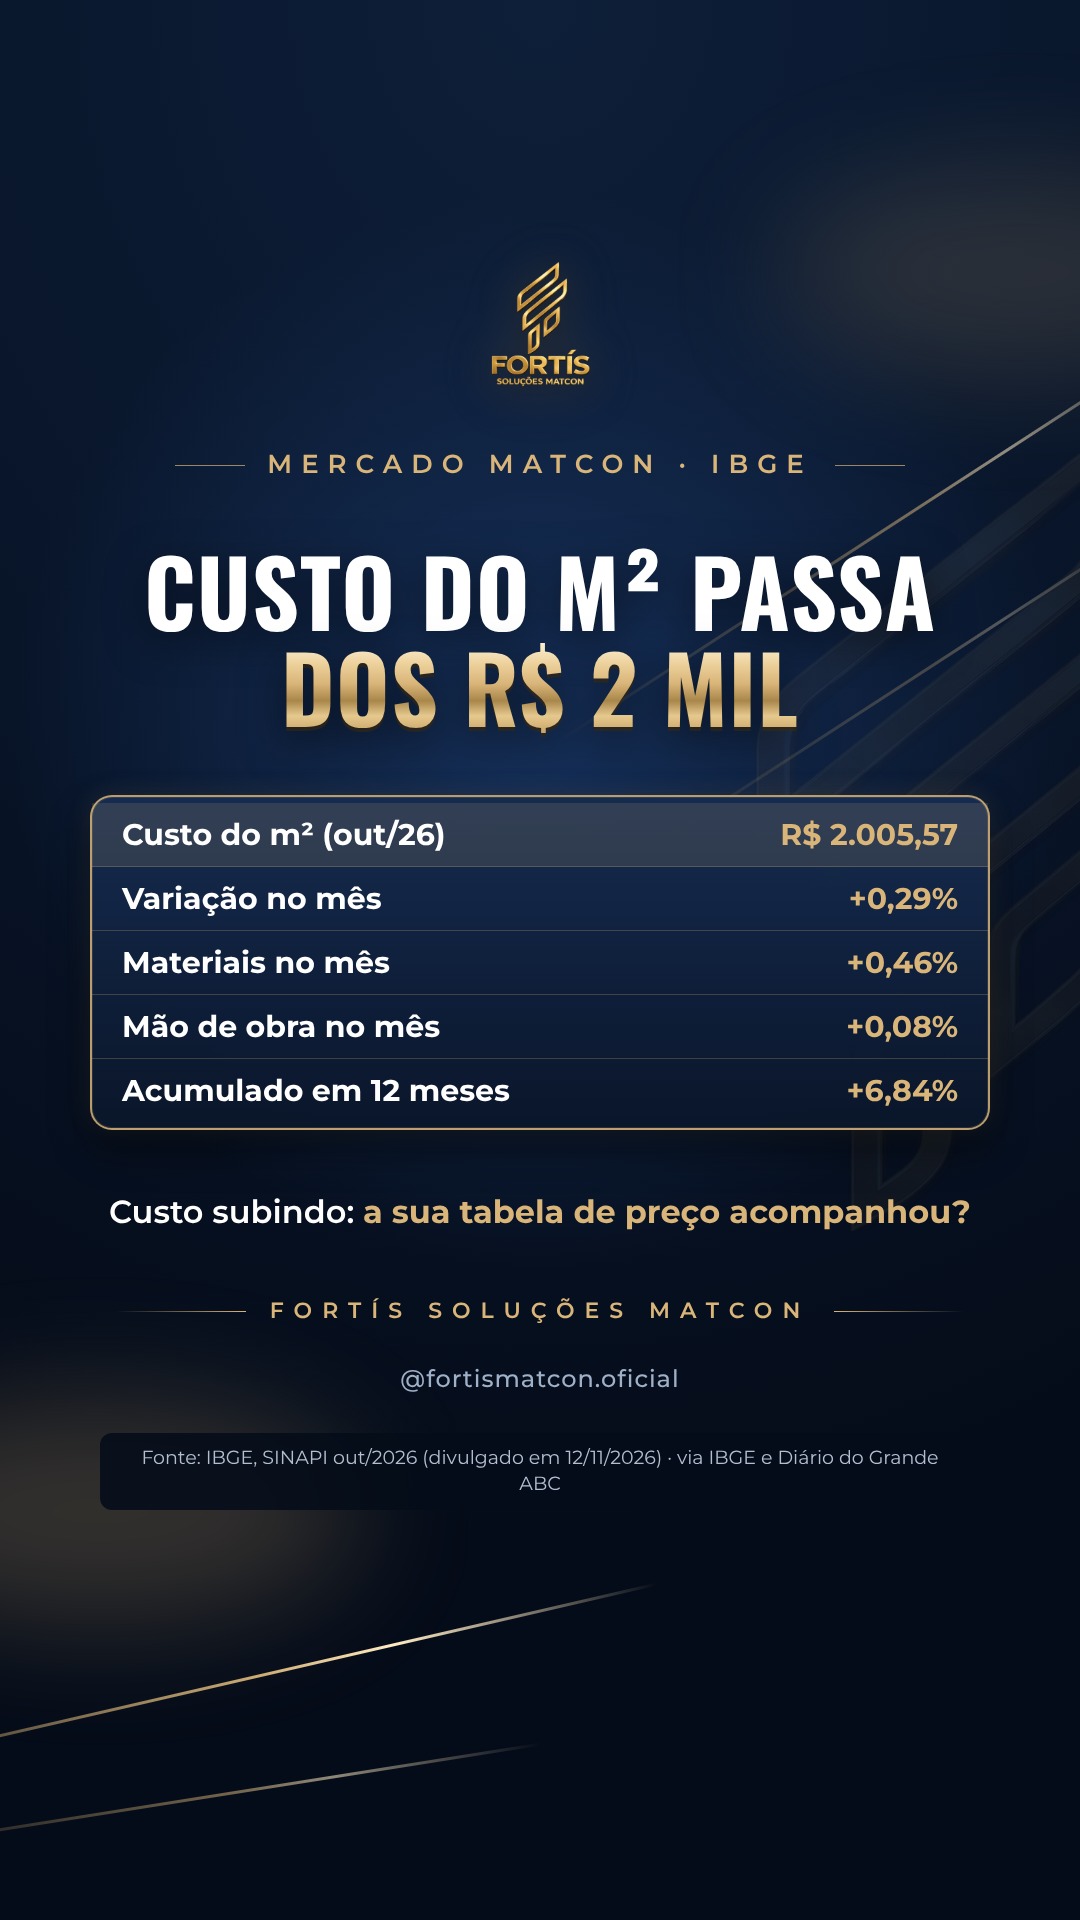 FORTÍS
SOLUÇÕES MATCON
MERCADO MATCON · IBGE
CUSTO DO M² PASSA
DOS R$ 2 MIL
Custo do m² (out/26) R$ 2.005,57
Variação no mês +0,29%
Materiais no mês +0,46%
Mão de obra no mês +0,08%
Acumulado em 12 meses +6,84%
Custo subindo: a sua tabela de preço acompanhou?
FORTÍS SOLUÇÕES MATCON
@fortismatcon.oficial
Fonte: IBGE, SINAPI out/2026 (divulgado em 12/11/2026) · via IBGE e Diário do Grande
ABC